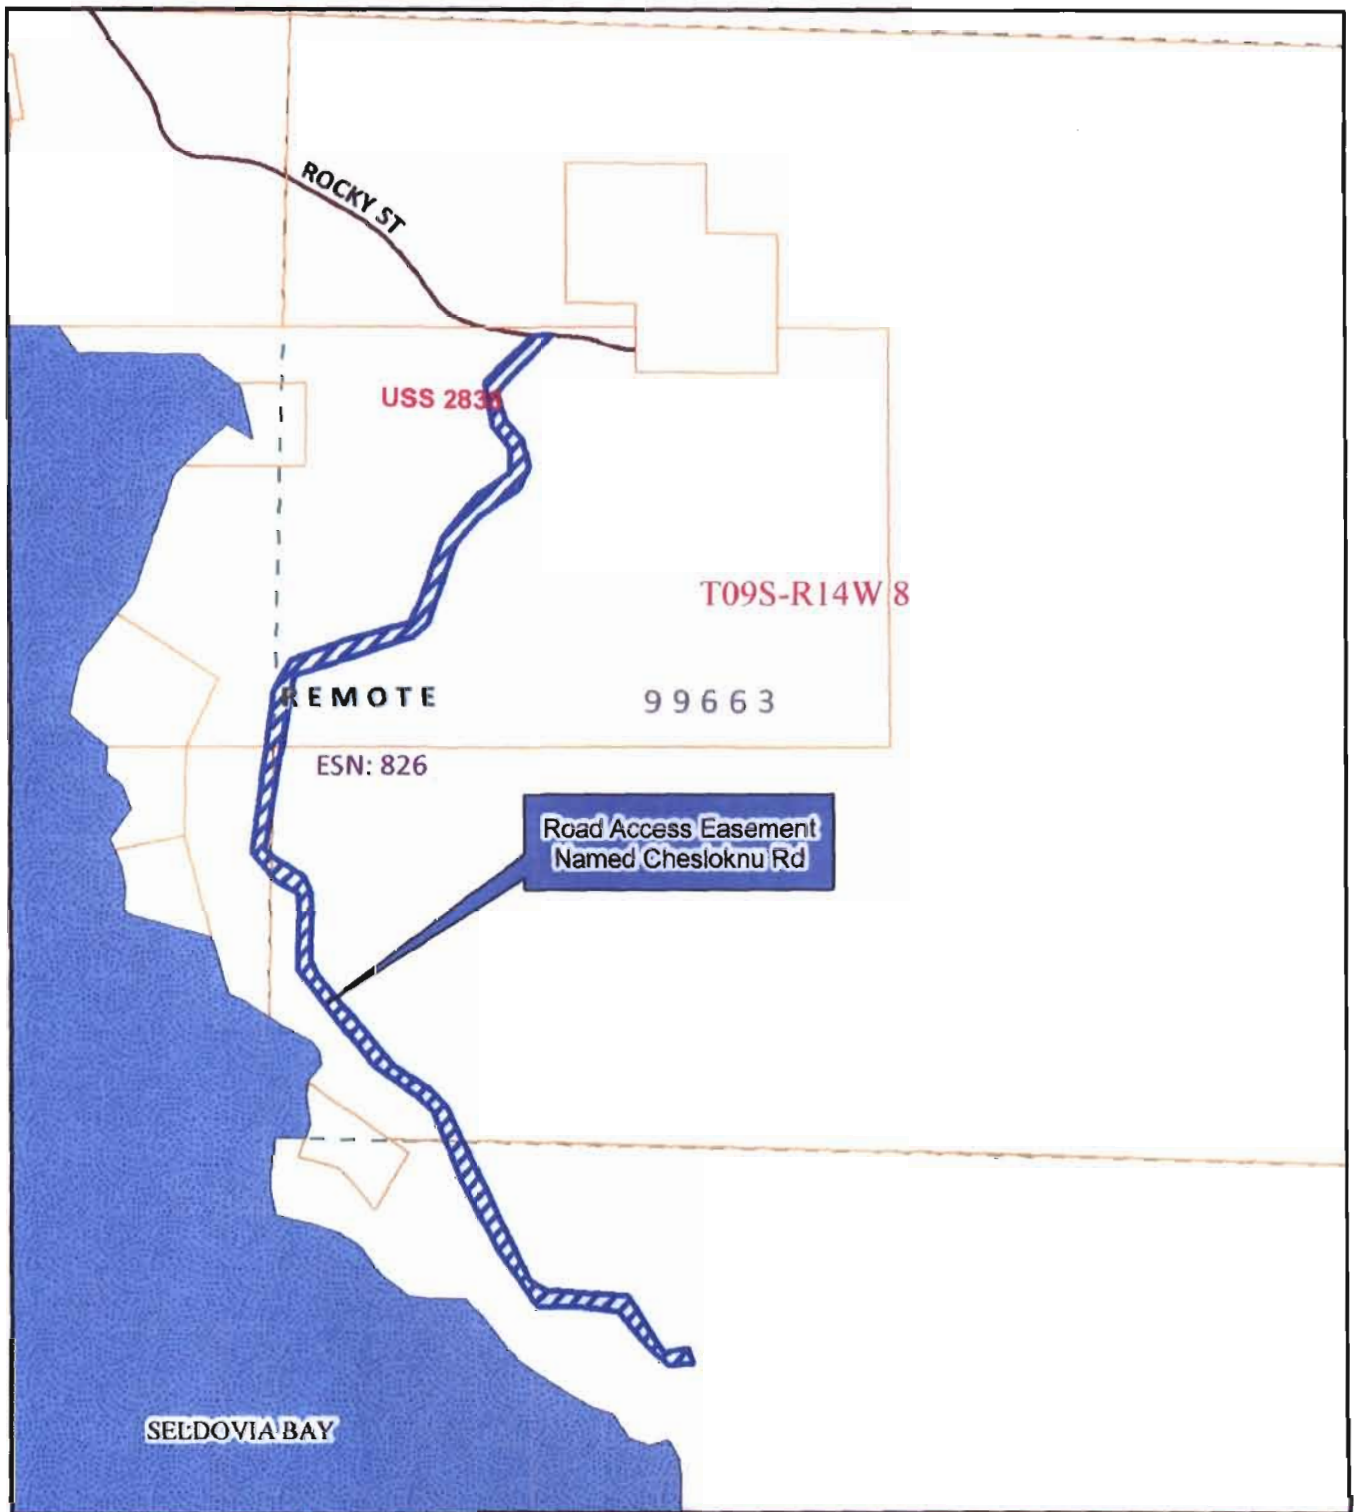 ROCKY ST
USS 283
T09S-R14W 8
REMOTE
99663
ESN: 826
Road Access Easement
Named Chesloknu Rd
SELDOVIA BAY